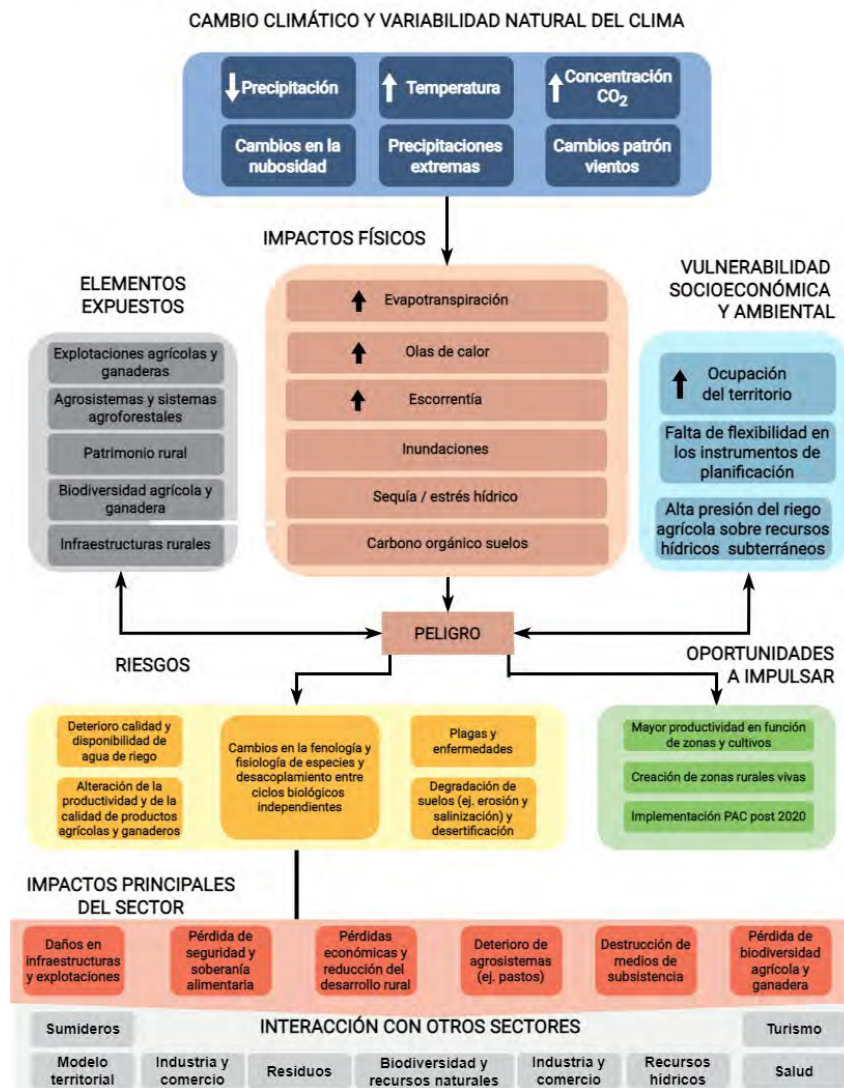 CAMBIO CLIMÁTICO Y VARIABILIDAD NATURAL DEL CLIMA
Precipitación
Temperatura
Concentración
CO2
Cambios en la
nubosidad
Precipitaciones
extremas
Cambios patrón
vientos
IMPACTOS FÍSICOS
ELEMENTOS
EXPUESTOS
Explotaciones agrícolas y
ganaderas
Agrosistemas y sistemas
agroforestales
Patrimonio rural
Biodiversidad agrícola y
ganadera
Infraestructuras rurales
Evapotranspiración
Olas de calor
Escorrentía
Inundaciones
Sequía / estrés hídrico
Carbono orgánico suelos
VULNERABILIDAD
SOCIOECONÓMICA
Y AMBIENTAL
Ocupación
del territorio
Falta de flexibilidad en
los instrumentos de
planificación
Alta presión del riego
agrícola sobre recursos
hídricos subterráneos
PELIGRO
RIESGOS
Deterioro calidad y
disponibilidad de
agua de riego
Alteración de la
productividad y de la
calidad de productos
agrícolas y ganaderos
Cambios en la fenología y
fisiología de especies y
desacoplamiento entre
ciclos biológicos
independientes
Plagas y
enfermedades
Degradación de
suelos (ej. erosión y
salinización) y
desertificación
OPORTUNIDADES
A IMPULSAR
Mayor productividad en función
de zonas y cultivos
Creación de zonas rurales vivas
Implementación PAC post 2020
IMPACTOS PRINCIPALES
DEL SECTOR
Daños en
infraestructuras
y explotaciones
Pérdida de
seguridad y
soberanía
alimentaria
Pérdidas
económicas y
reducción del
desarrollo rural
Deterioro de
agrosistemas
(ej. pastos)
Destrucción de
medios de
subsistencia
Pérdida de
biodiversidad
agrícola y
ganadera
INTERACCIÓN CON OTROS SECTORES
Sumideros
Turismo
Modelo
territorial
Industria y
comercio
Residuos
Biodiversidad y
recursos naturales
Industria y
comercio
Recursos
hídricos
Salud